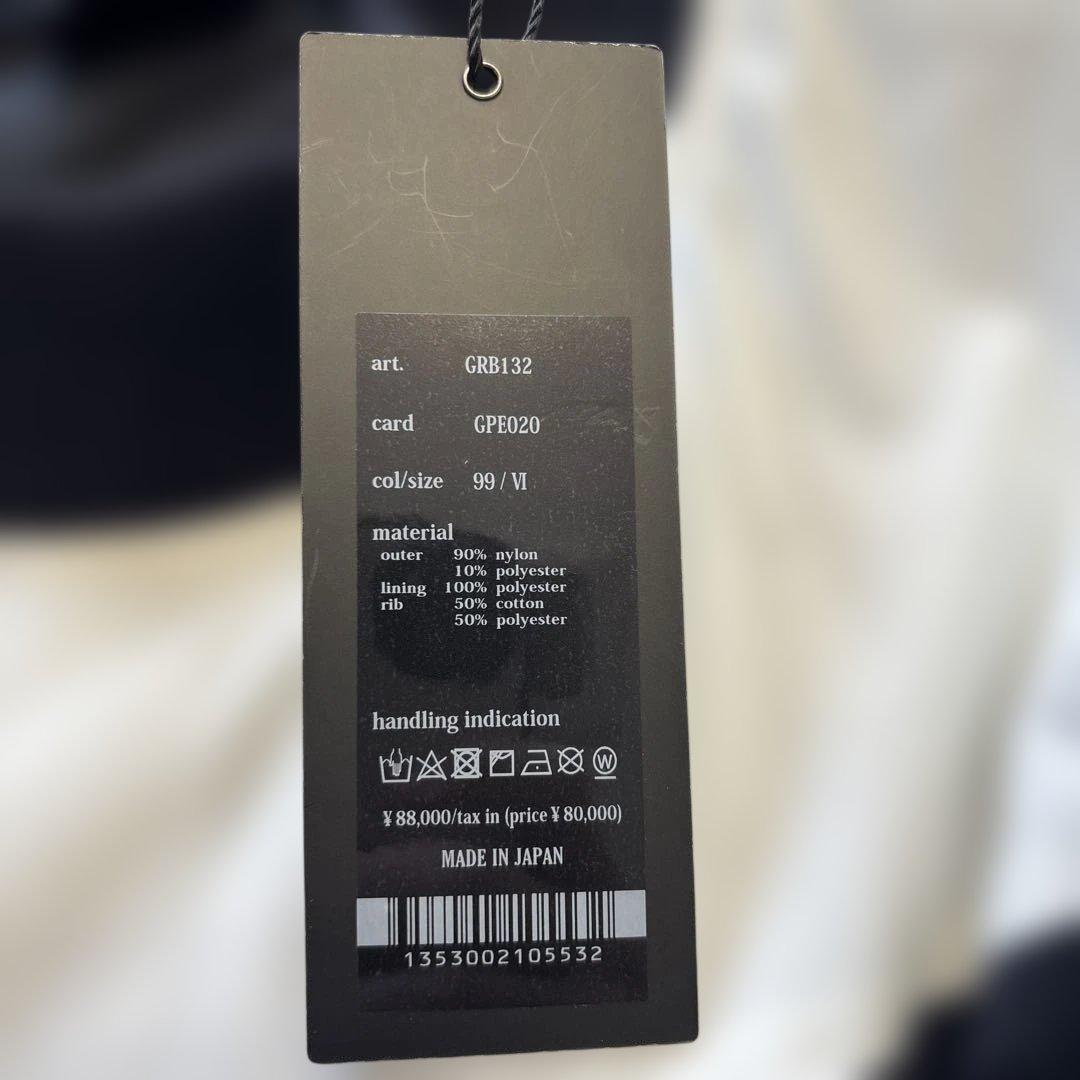 art. GRB132
card GPE020
col/size 99 / VI
material
outer 90% nylon
10% polyester
lining 100% polyester
rib 50% cotton
50% polyester
handling indication
W
¥88,000/tax in (price ¥80,000)
MADE IN JAPAN
1353002105532